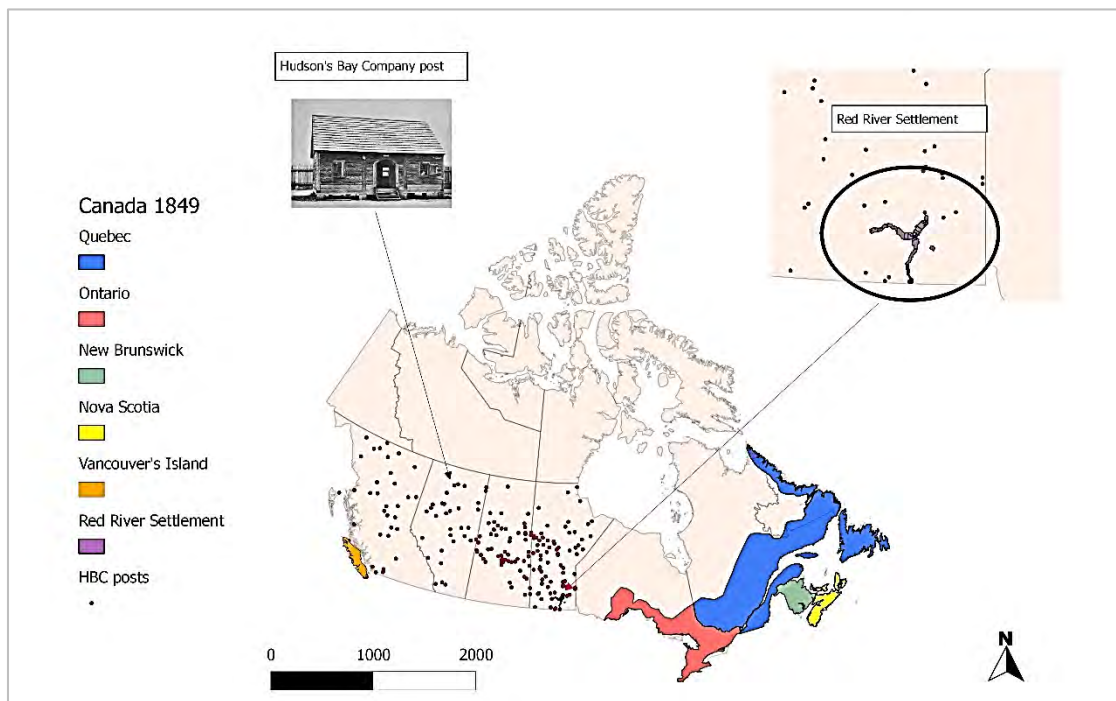 Hudson's Bay Company post
Red River Settlement
Canada 1849
Quebec
Ontario
New Brunswick
Nova Scotia
Vancouver's Island
Red River Settlement
HBC posts
0 1000 2000
N